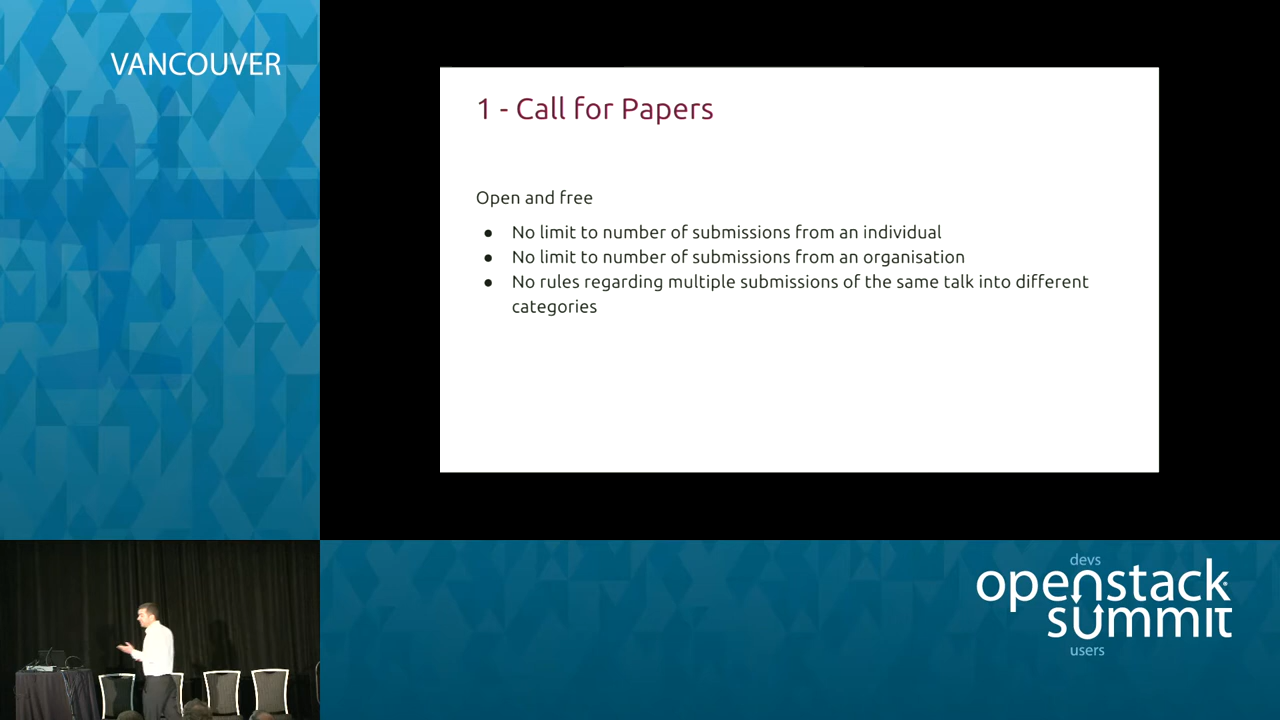 VANCOUVER
1 - Call for Papers
Open and free
● No limit to number of submissions from an individual
● No limit to number of submissions from an organisation
● No rules regarding multiple submissions of the same talk into different
categories
devs
openstack
summit
users